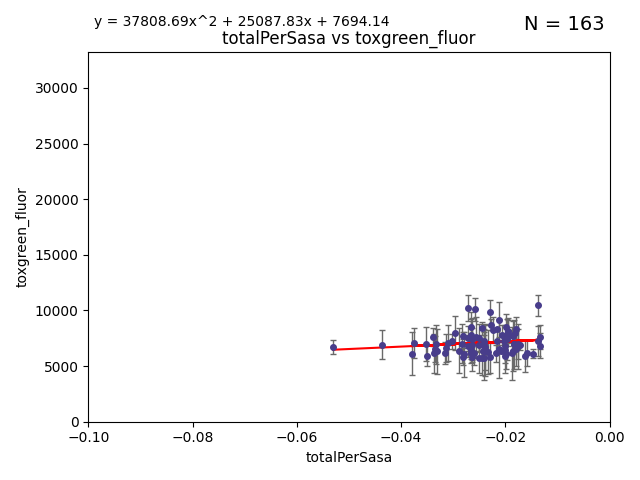 y = 37808.69x^2 + 25087.83x + 7694.14
N = 163
totalPerSasa vs toxgreen_fluor
30000
25000
20000
15000
10000
5000
0
toxgreen_fluor
−0.10
−0.08
−0.06
−0.04
−0.02
0.00
totalPerSasa